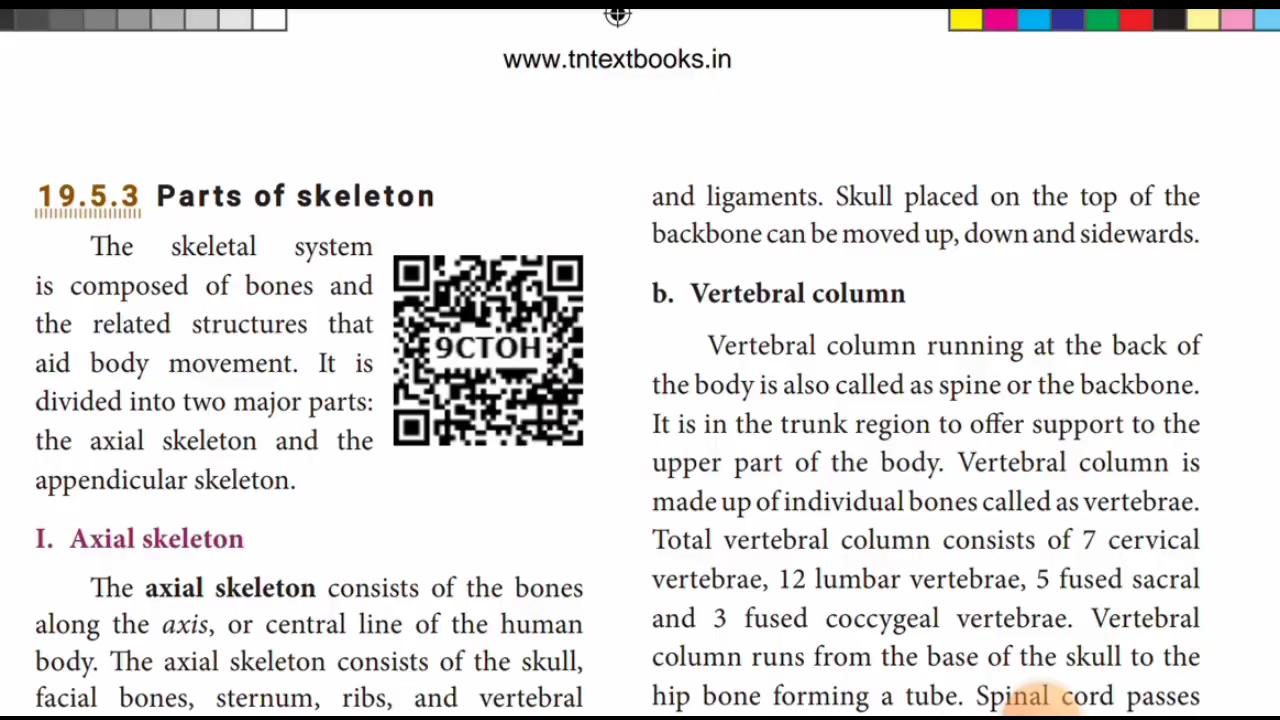 www.tntextbooks.in
19.5.3 Parts of skeleton
The skeletal system
is composed of bones and
the related structures that
aid body movement. It is
divided into two major parts:
the axial skeleton and the
appendicular skeleton.
9CTOH
I. Axial skeleton
The axial skeleton consists of the bones
along the axis, or central line of the human
body. The axial skeleton consists of the skull,
facial bones, sternum, ribs, and vertebral
and ligaments. Skull placed on the top of the
backbone can be moved up, down and sidewards.
b. Vertebral column
Vertebral column running at the back of
the body is also called as spine or the backbone.
It is in the trunk region to offer support to the
upper part of the body. Vertebral column is
made up of individual bones called as vertebrae.
Total vertebral column consists of 7 cervical
vertebrae, 12 lumbar vertebrae, 5 fused sacral
and 3 fused coccygeal vertebrae. Vertebral
column runs from the base of the skull to the
hip bone forming a tube. Spinal cord passes